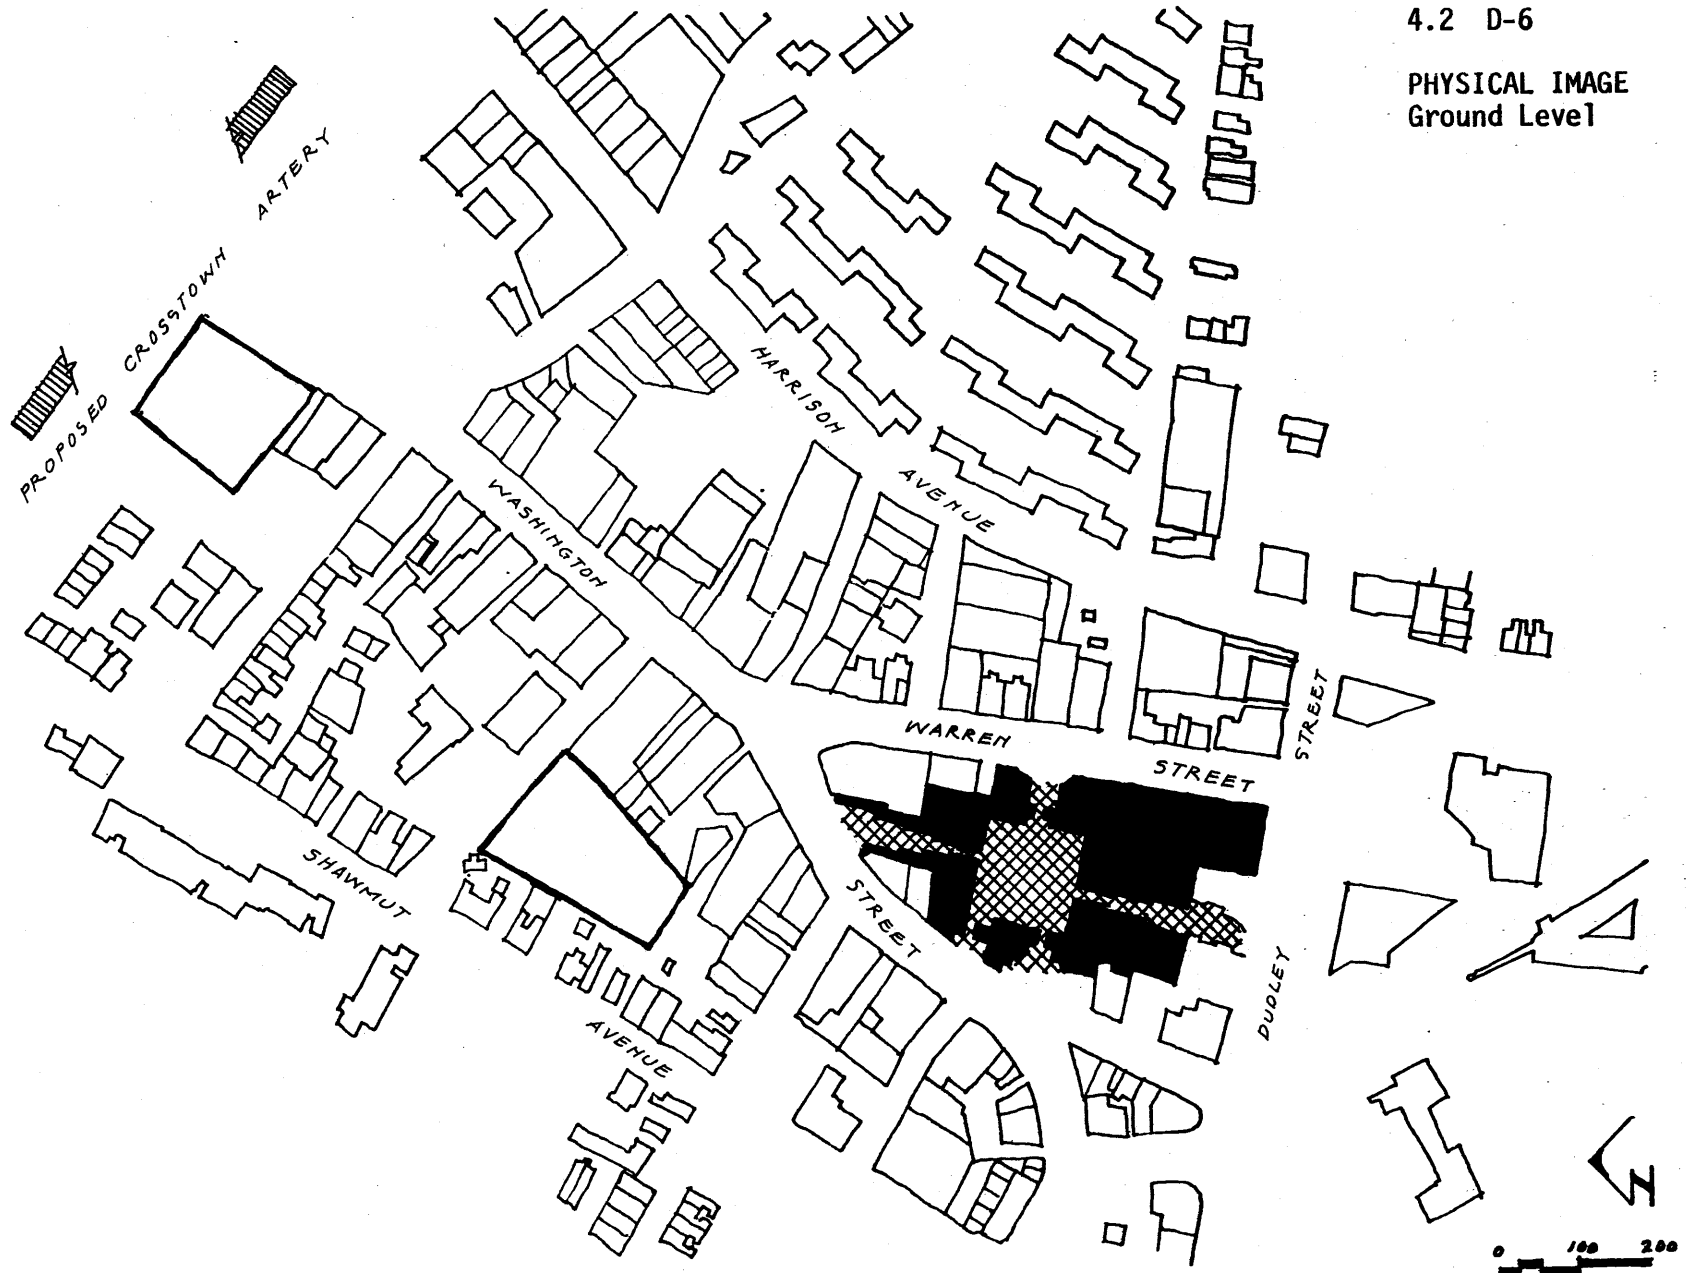 4.2 D-6
PHYSICAL IMAGE
Ground Level
PROPOSED CROSSTOWN ARTERY
HARRISON AVENUE
WASHINGTON STREET
WARREN STREET
DUDLEY STREET
SHAWMUT AVENUE
N
0 100 200